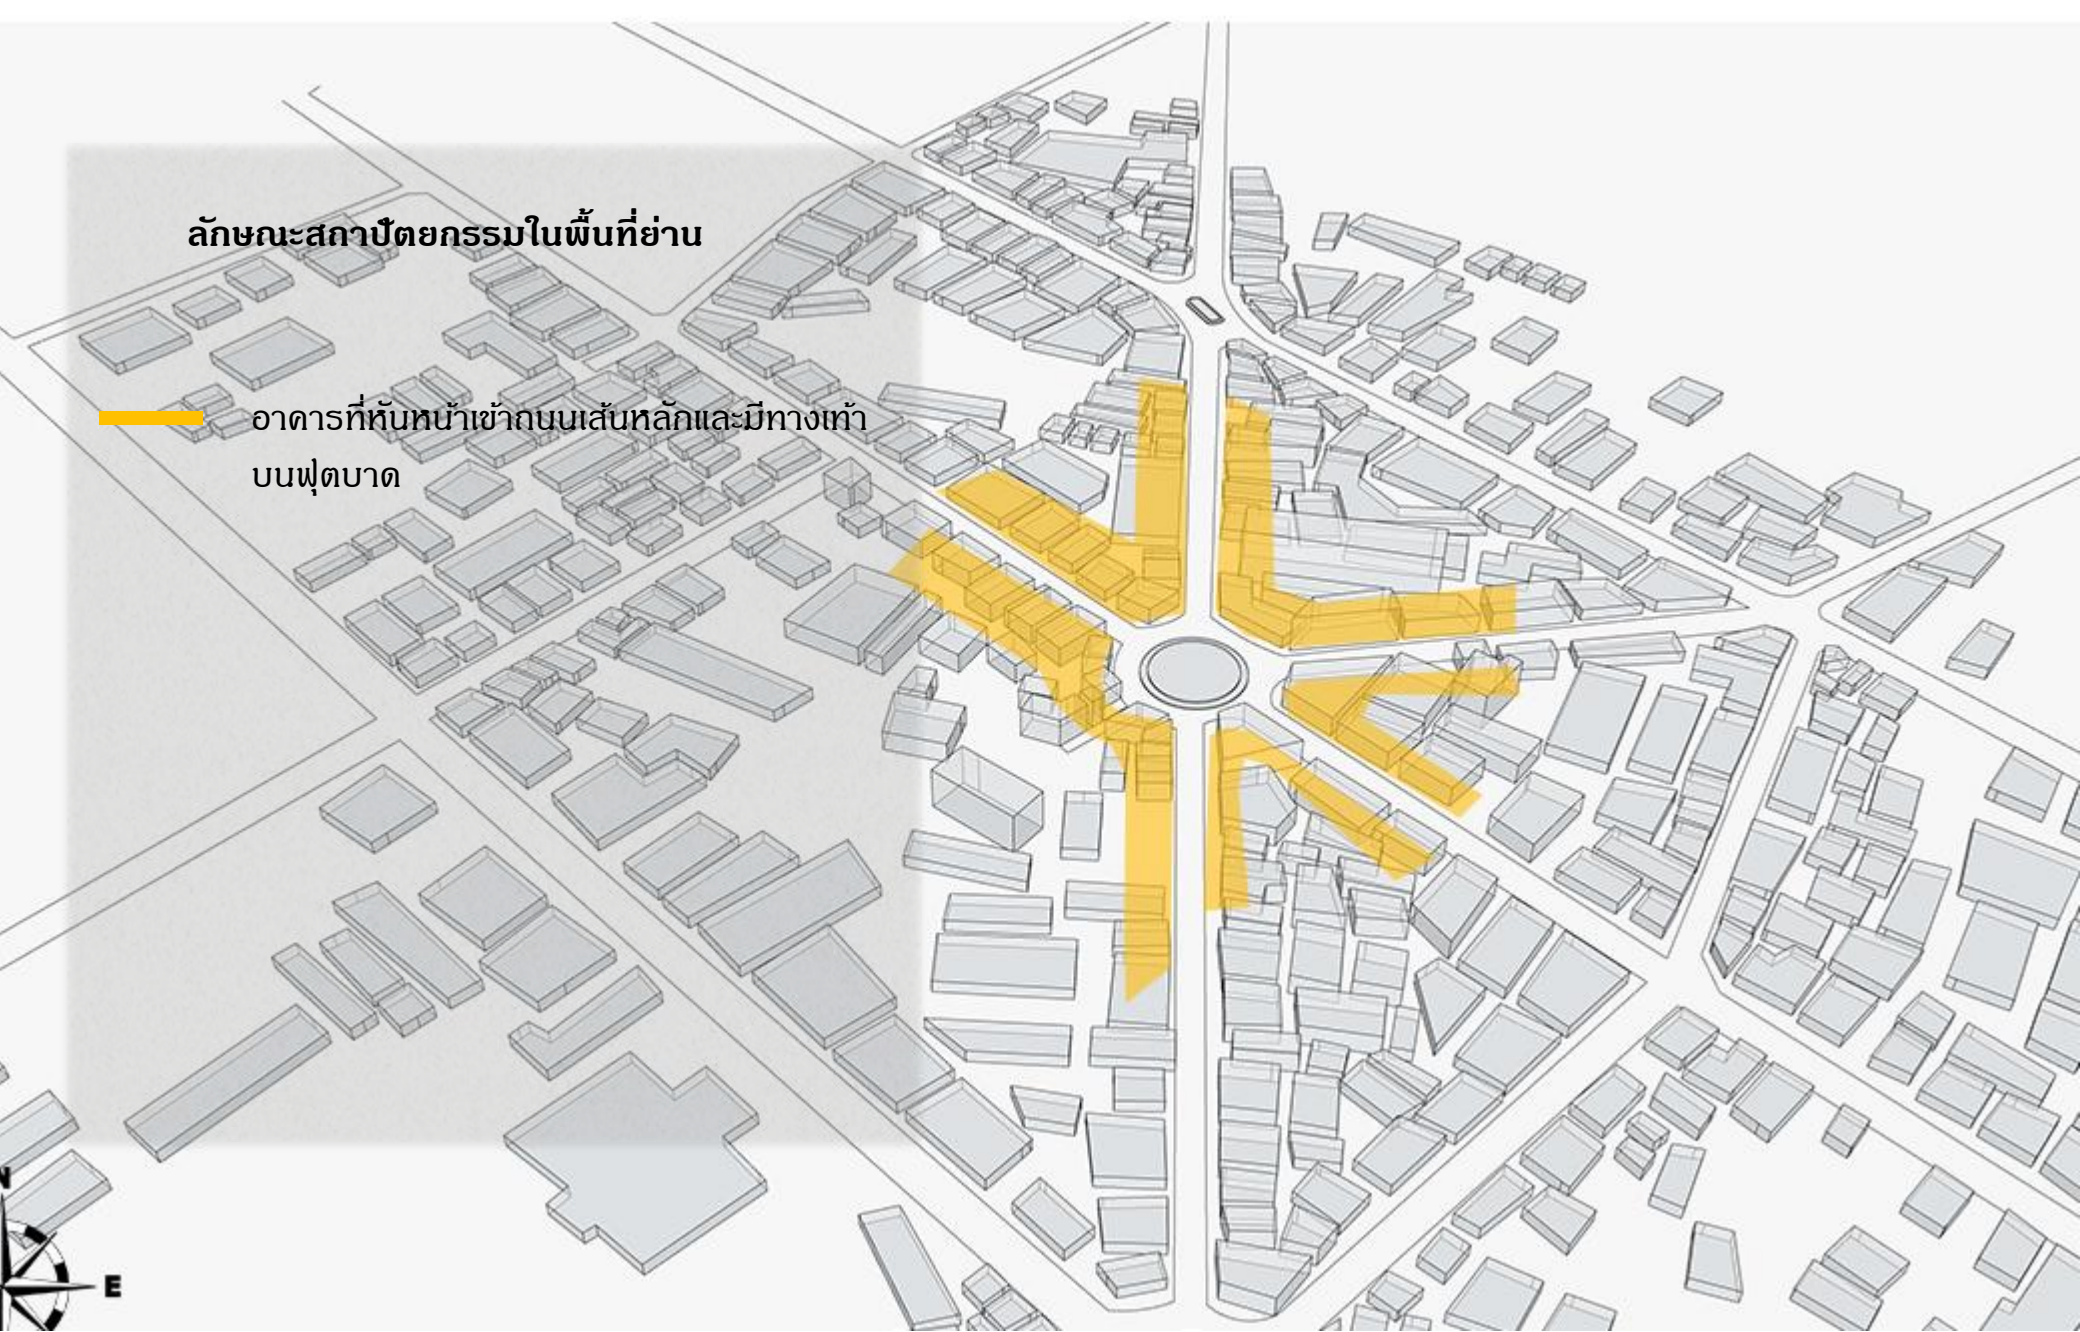 ลักษณะสถาปัตยกรรมในพื้นที่ย่าน
อาคารที่หันหน้าเข้าถนนเส้นหลักและมีทางเท้า
บนฟุตบาต
N
E